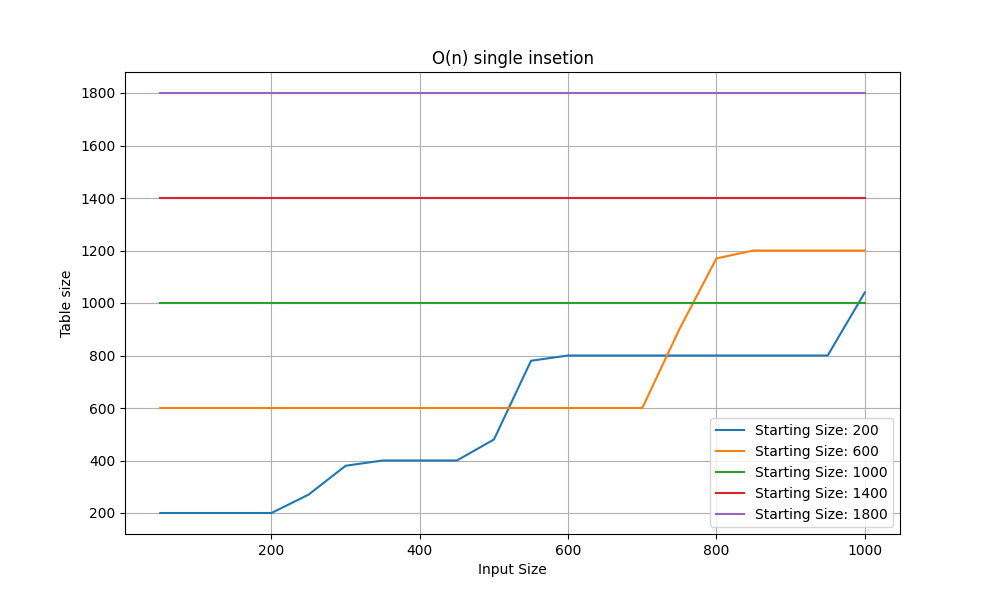 O(n) single insetion
Table size
1800
1600
1400
1200
1000
800
600
400
200
200 400 600 800 1000
Input Size
Starting Size: 200
Starting Size: 600
Starting Size: 1000
Starting Size: 1400
Starting Size: 1800